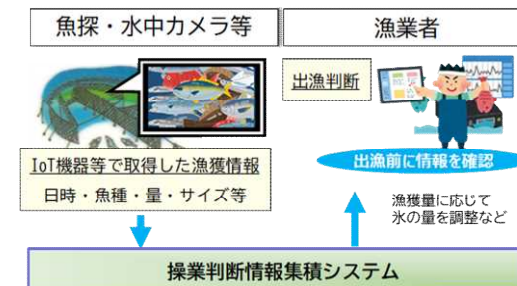 魚探・水中カメラ等
漁業者
出漁判断
IoT機器等で取得した漁獲情報
日時・魚種・量・サイズ等
出漁前に情報を確認
漁獲量に応じて
氷の量を調整など
操業判断情報集積システム